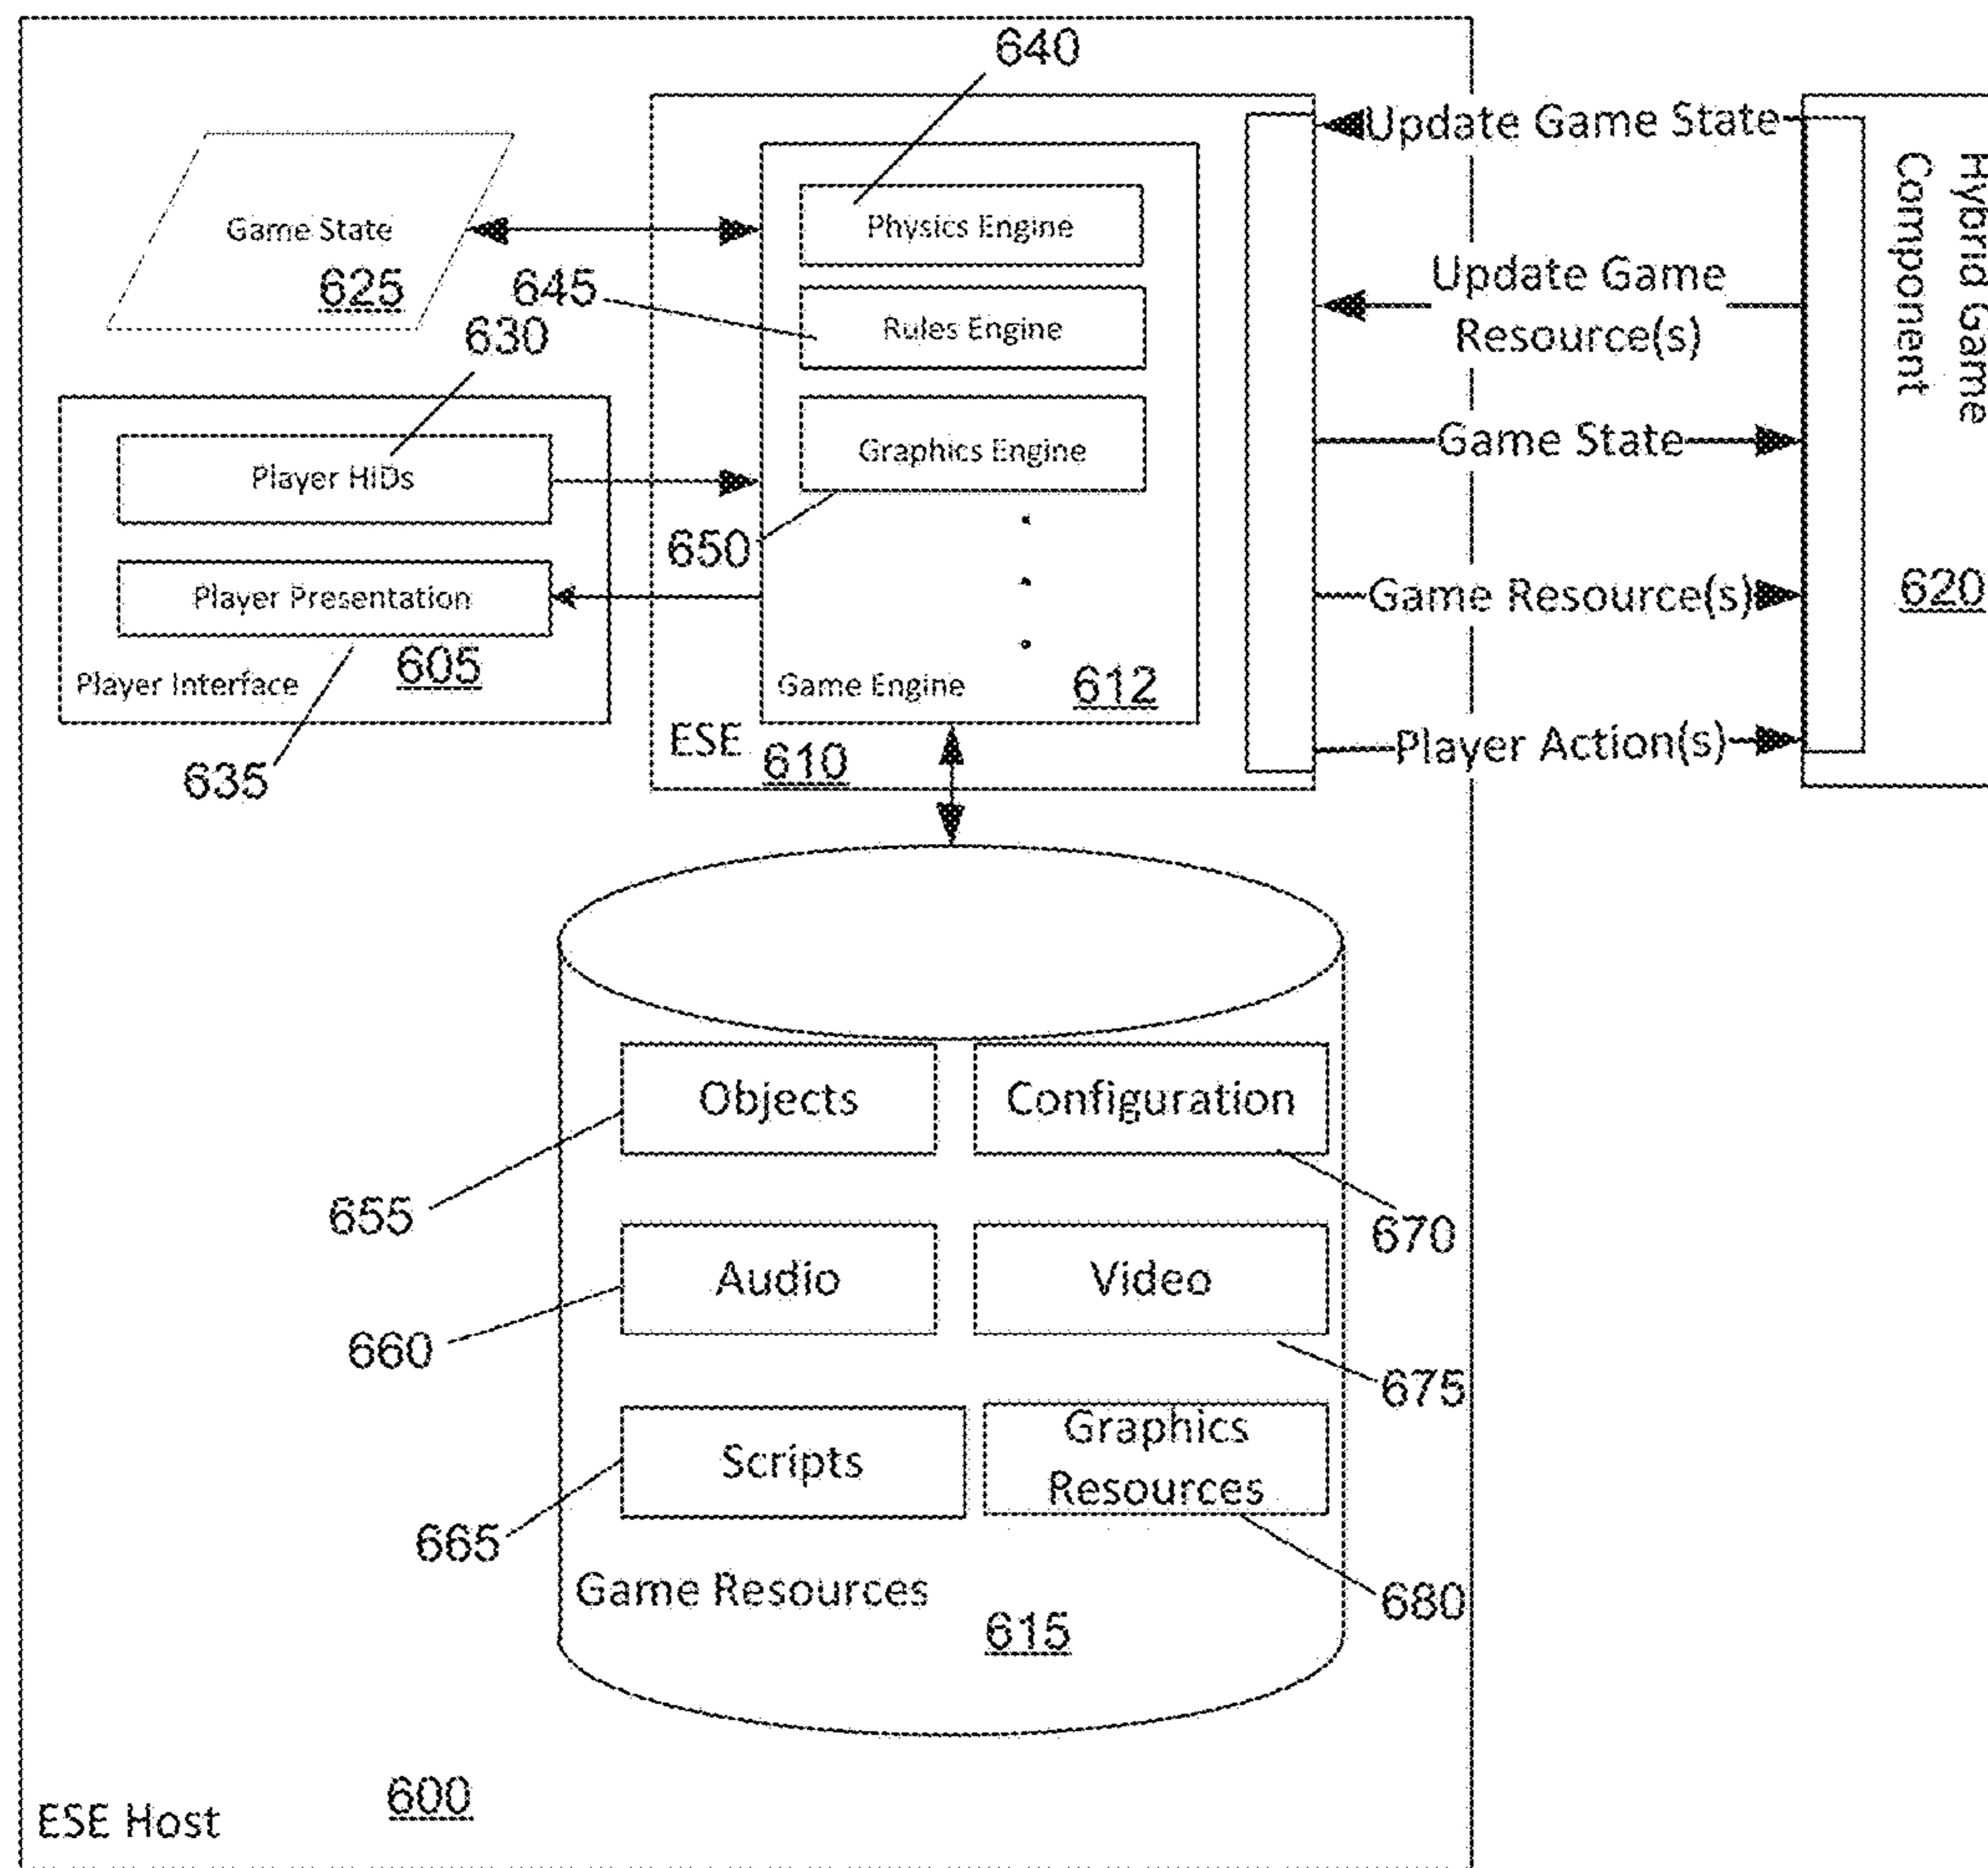 640
Update Game State
Hybrid Game
Component
Game State
625
Physics Engine
645
Rules Engine
630
Update Game
Resource(s)
Graphics Engine
Game State
Player HIDs
650
Player Presentation
Game Resource(s)
620
605
Player Interface
Game Engine
612
ESE
610
Player Action(s)
635
Objects
Configuration
655
670
Audio
Video
660
675
Scripts
Graphics
Resources
665
680
Game Resources
615
600
ESE Host